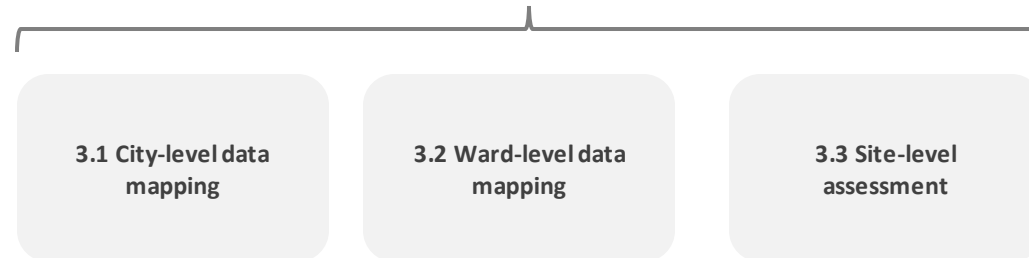 3.1 City-level data
mapping
3.2 Ward-level data
mapping
3.3 Site-level
assessment